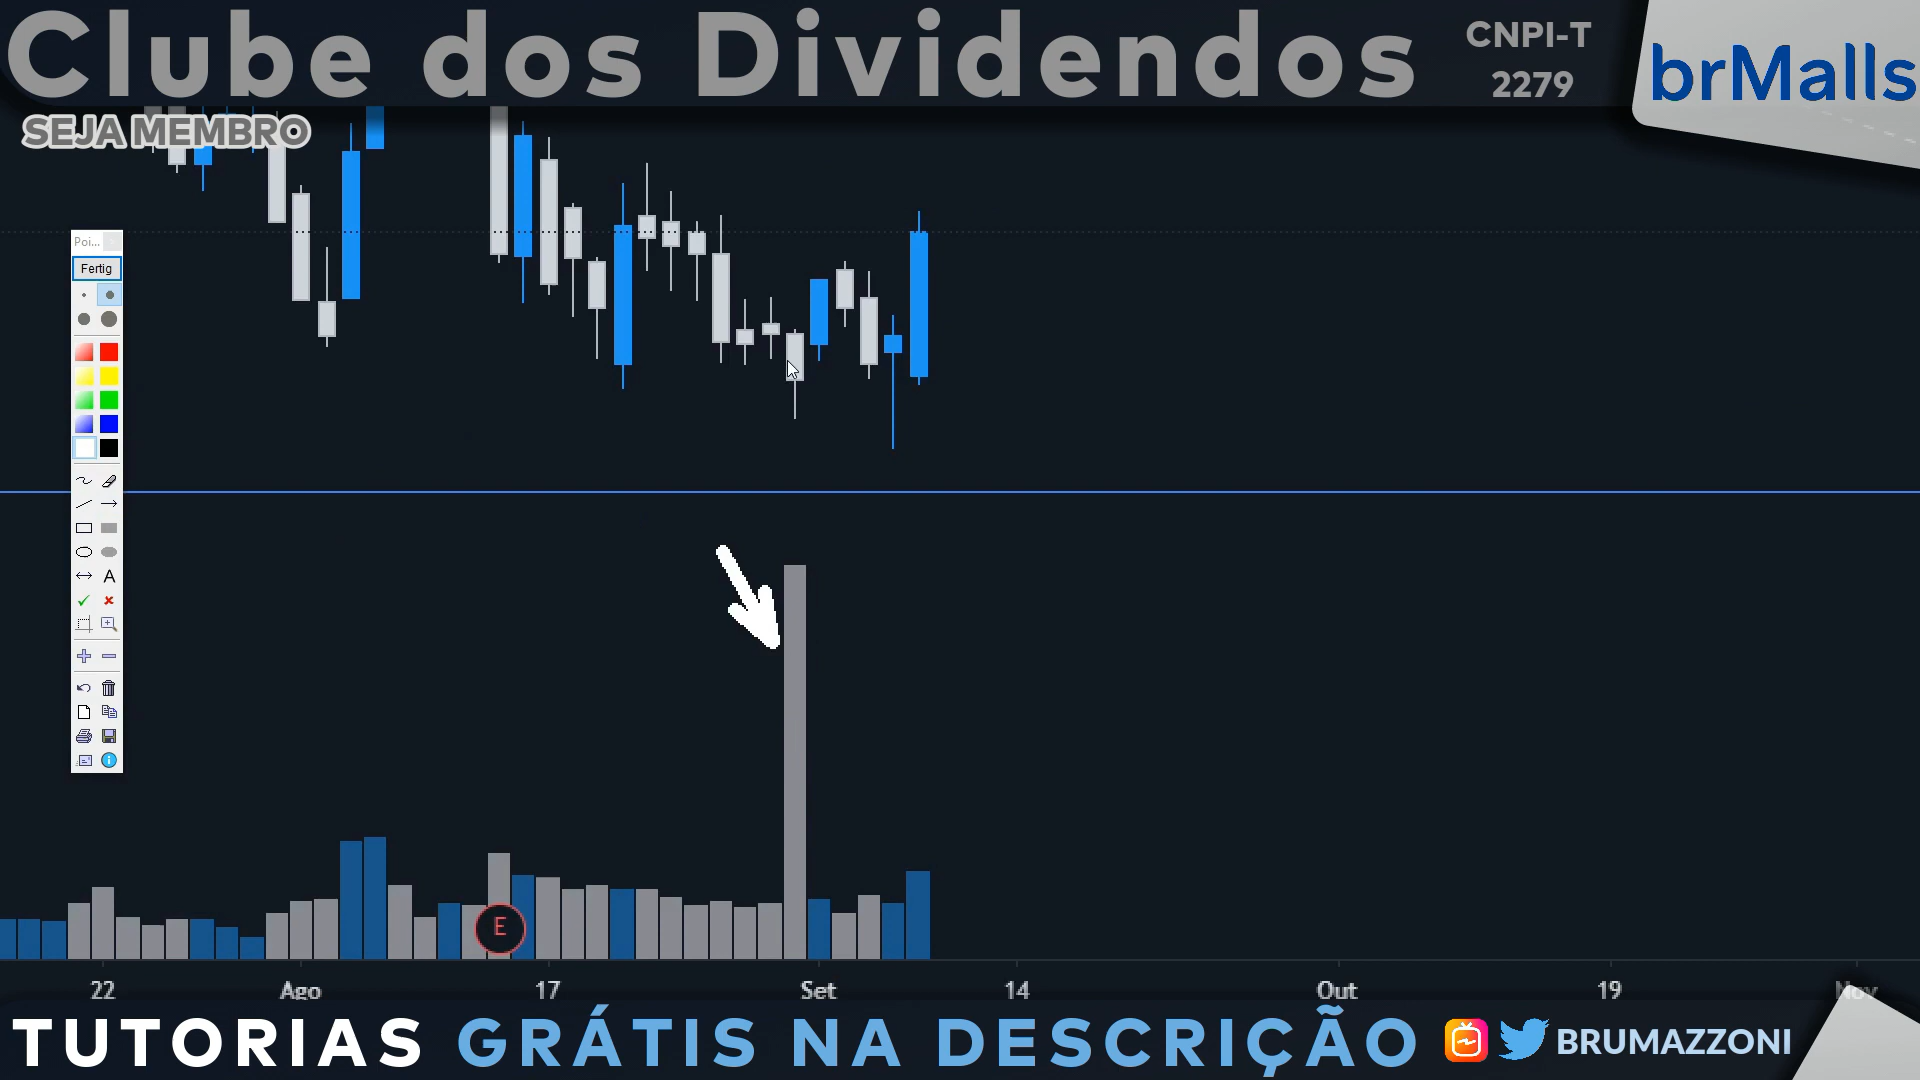 Clube dos Dividendos
CNPI-T
2279
brMalls
SEJA MEMBRO
Poi...
Fertig
A
E
22
Ago
17
Set
14
Out
19
Nov
TUTORIAS GRÁTIS NA DESCRIÇÃO
BRUMAZZONI